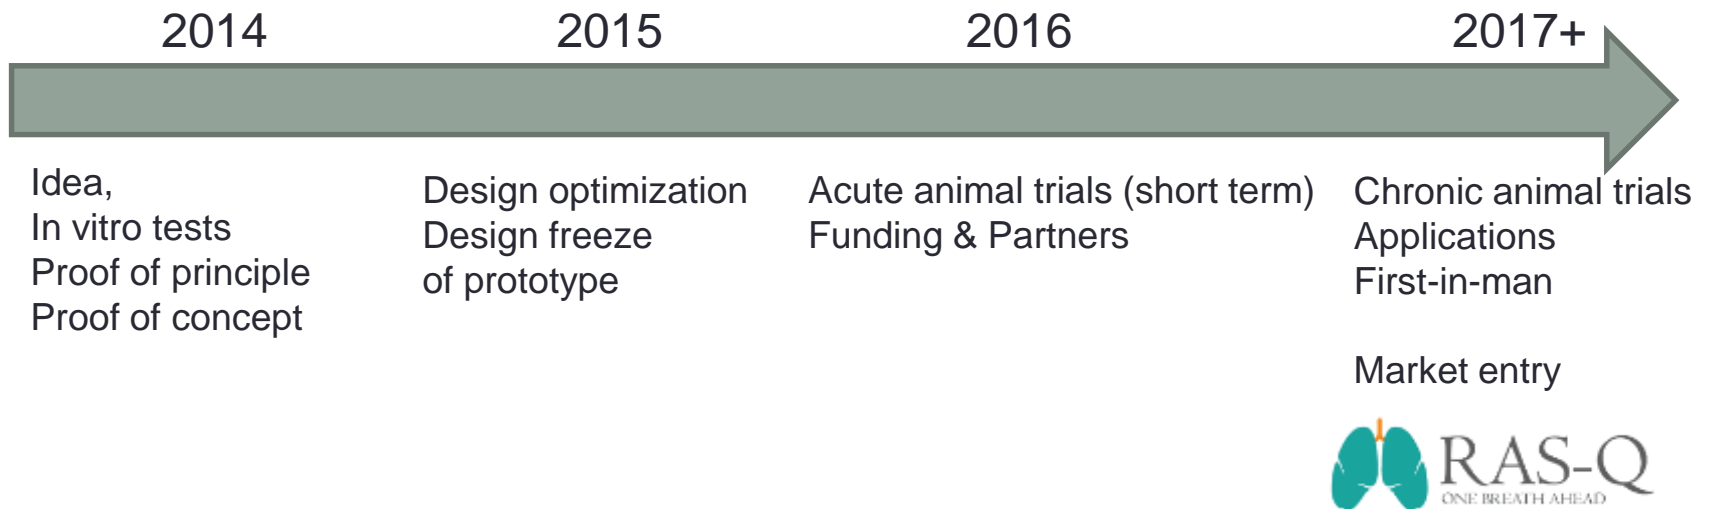 2014
2015
2016
2017+
Idea,
In vitro tests
Proof of principle
Proof of concept
Design optimization
Design freeze
of prototype
Acute animal trials (short term)
Funding & Partners
Chronic animal trials
Applications
First-in-man
Market entry
RAS-Q
ONE BREATH AHEAD